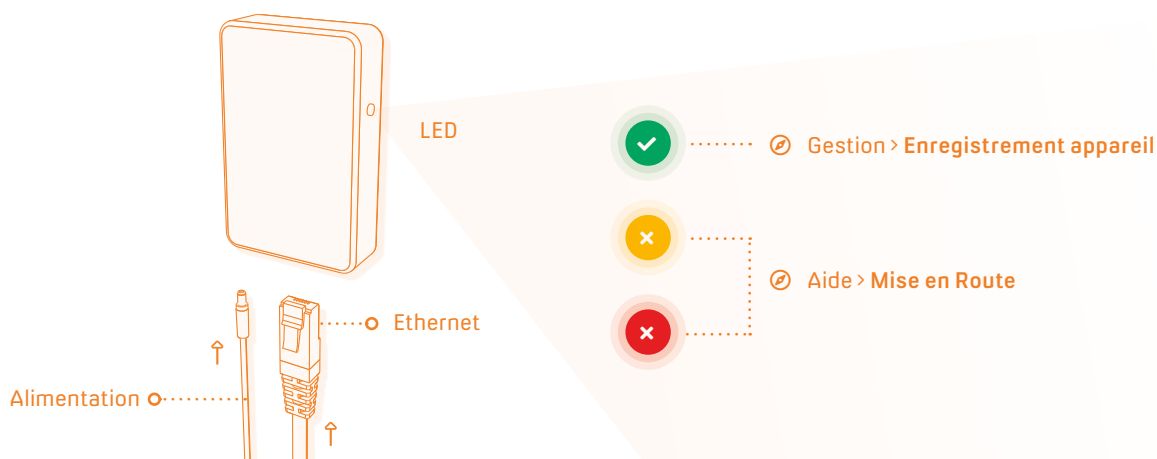 LED
Gestion > Enregistrement appareil
Aide > Mise en Route
Ethernet
Alimentation